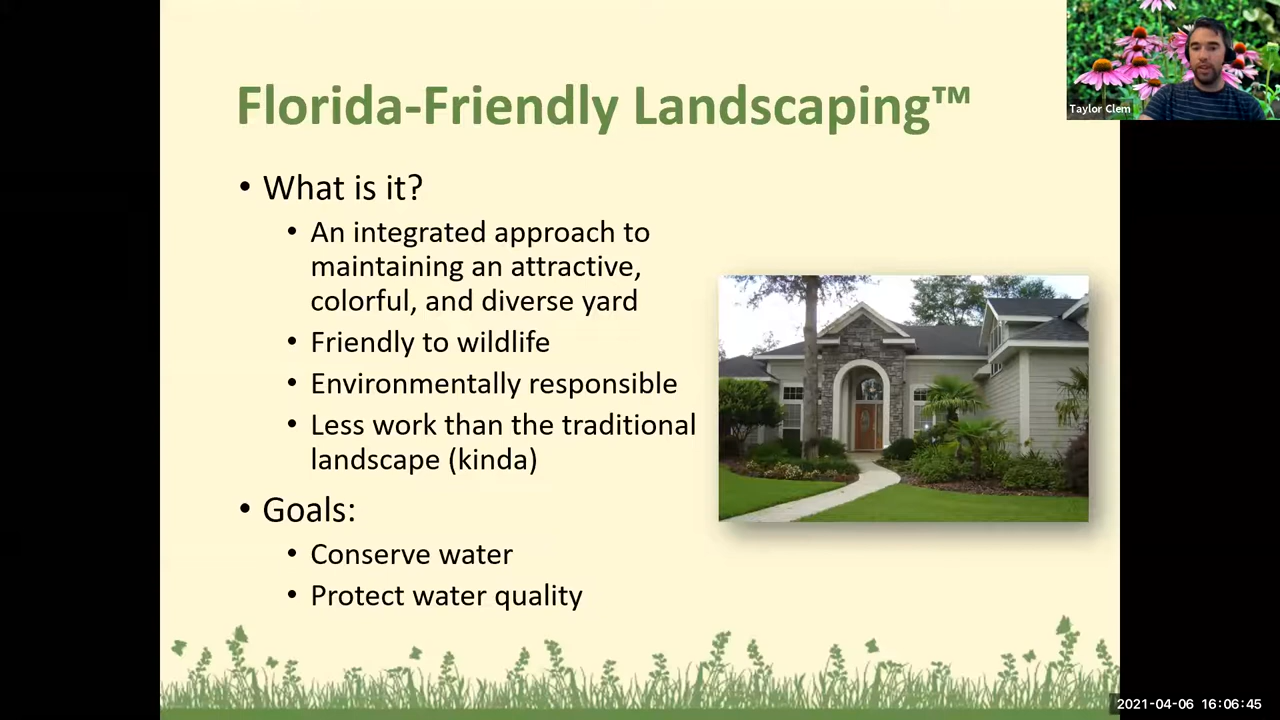 Florida-Friendly Landscaping™
Taylor Clem
• What is it?
• An integrated approach to
maintaining an attractive,
colorful, and diverse yard
• Friendly to wildlife
• Environmentally responsible
• Less work than the traditional
landscape (kinda)
• Goals:
• Conserve water
• Protect water quality
2021-04-06 16:06:45